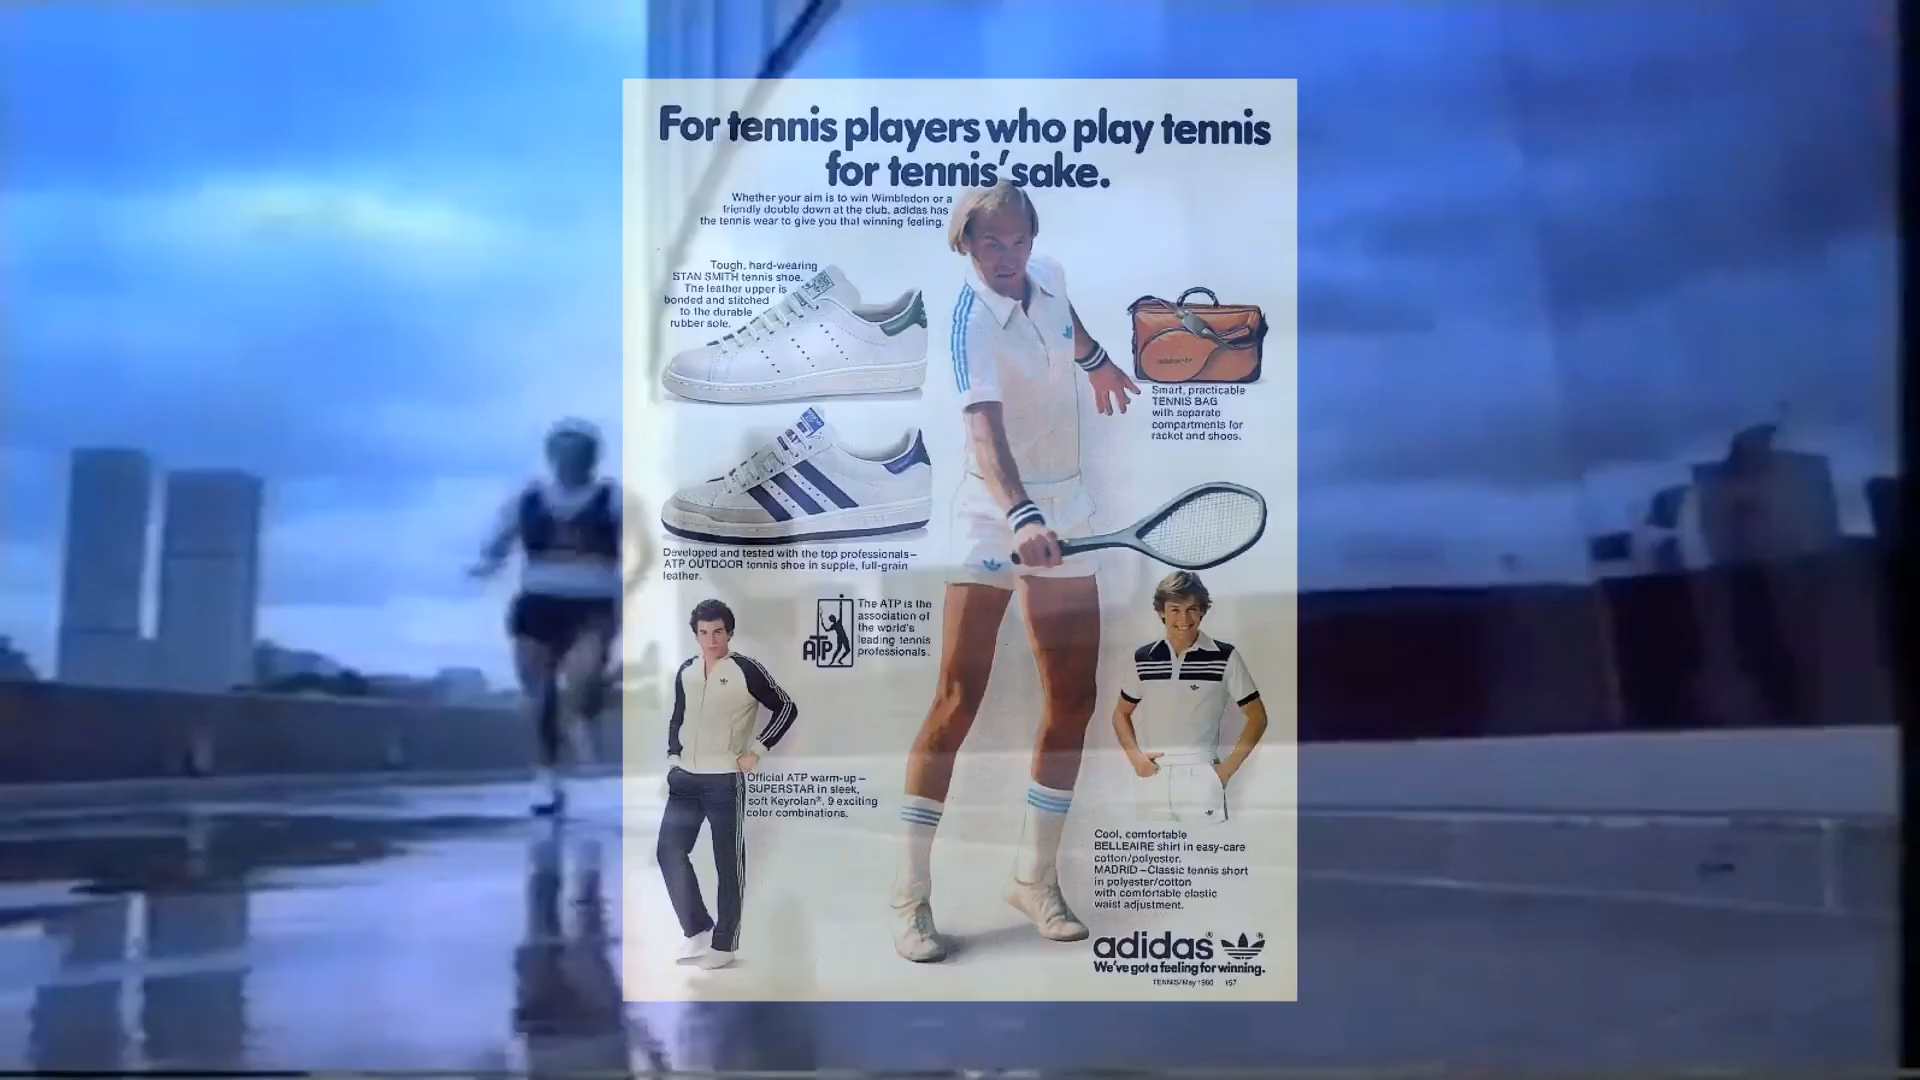 For tennis players who play tennis
for tennis' sake.
Whether your aim is to win Wimbledon or a
friendly double down at the club, adidas has
the tennis wear to give you that winning feeling.
Tough, hard-wearing
STAN SMITH tennis shoe.
The leather upper is
bonded and stitched
to the durable
rubber sole.
Smart, practicable
TENNIS BAG
with separate
compartments for
racket and shoes.
Developed and tested with the top professionals–
ATP OUTDOOR tennis shoe in supple, full-grain
leather.
ATP
The ATP is the
association of
the world's
leading tennis
professionals.
Official ATP warm-up –
SUPERSTAR in sleek,
soft Keyrolan®, 9 exciting
color combinations.
Cool, comfortable
BELLEAIRE shirt in easy-care
cotton/polyester.
MADRID–Classic tennis short
in polyester/cotton
with comfortable elastic
waist adjustment.
adidas®
We've got a feeling for winning.
TENNIS/May 1980 157